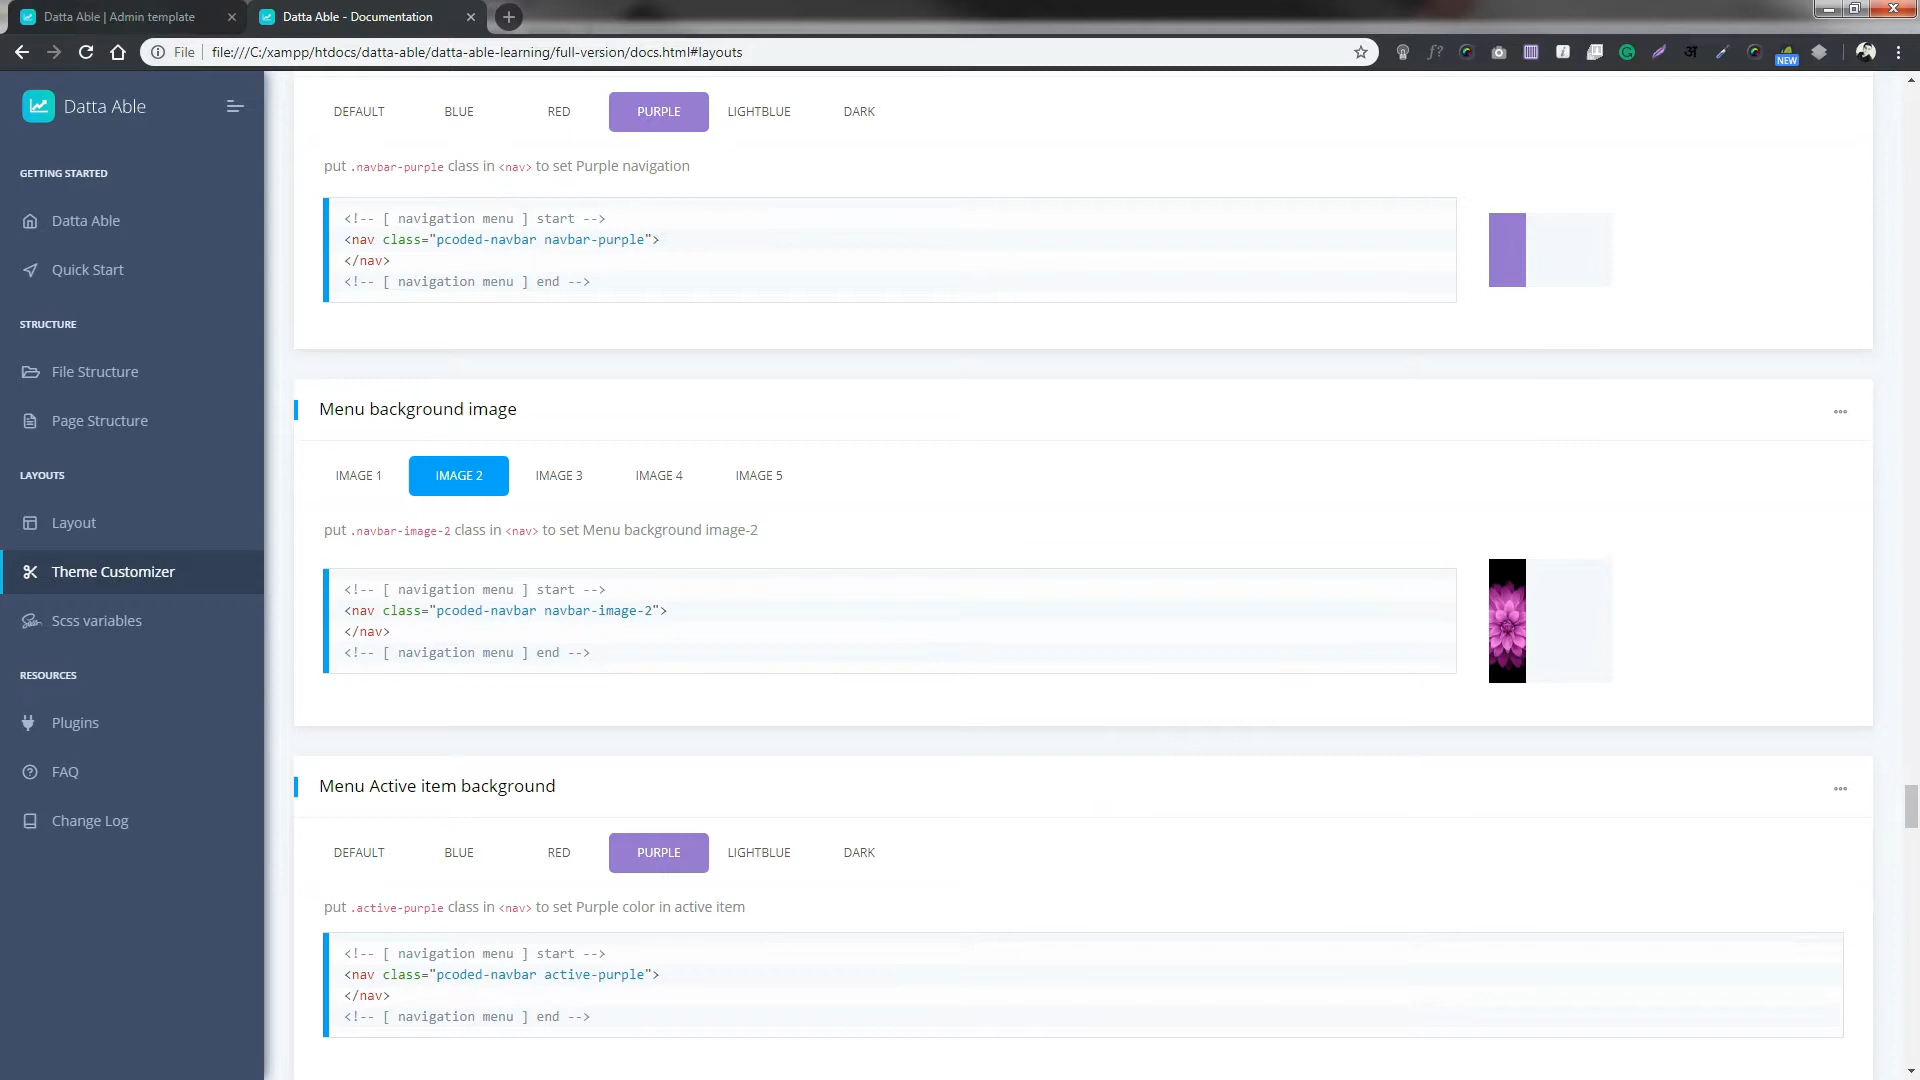 Datta Able | Admin template
Datta Able - Documentation
File
file:///C:/xampp/htdocs/datta-able/datta-able-learning/full-version/docs.html#layouts
NEW
Datta Able
GETTING STARTED
Datta Able
Quick Start
STRUCTURE
File Structure
Page Structure
LAYOUTS
Layout
Theme Customizer
Scss variables
RESOURCES
Plugins
FAQ
Change Log
DEFAULT BLUE RED PURPLE LIGHTBLUE DARK
put .navbar-purple class in <nav> to set Purple navigation
<!-- [ navigation menu ] start -->
<nav class="pcoded-navbar navbar-purple">
</nav>
<!-- [ navigation menu ] end -->
Menu background image
IMAGE 1 IMAGE 2 IMAGE 3 IMAGE 4 IMAGE 5
put .navbar-image-2 class in <nav> to set Menu background image-2
<!-- [ navigation menu ] start -->
<nav class="pcoded-navbar navbar-image-2">
</nav>
<!-- [ navigation menu ] end -->
Menu Active item background
DEFAULT BLUE RED PURPLE LIGHTBLUE DARK
put .active-purple class in <nav> to set Purple color in active item
<!-- [ navigation menu ] start -->
<nav class="pcoded-navbar active-purple">
</nav>
<!-- [ navigation menu ] end -->